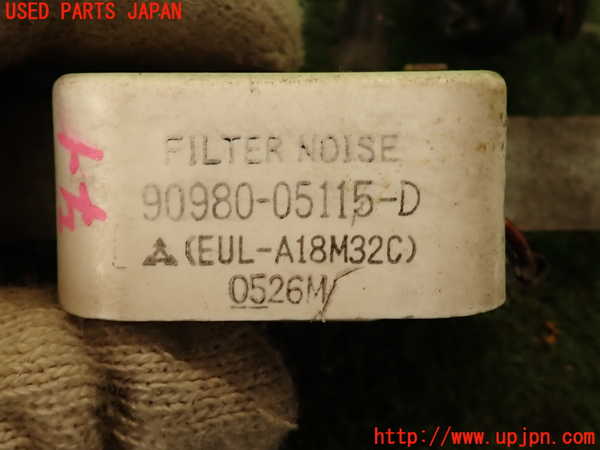 USED PARTS JAPAN
FILTER NOISE
90980-05115-D
(EUL-A18M32C)
0526M
http://www.upjpn.com/